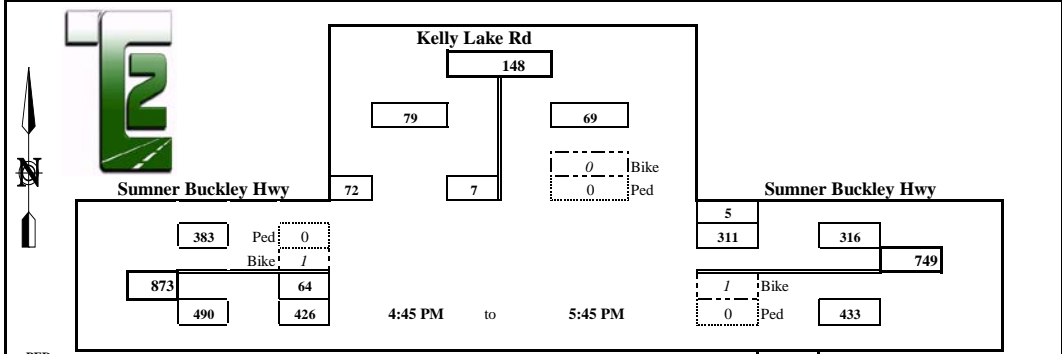 Kelly Lake Rd
148
79 69
0 Bike
Sumner Buckley Hwy 72 7 0 Ped Sumner Buckley Hwy
5
383 Ped 0 311 316
Bike 1 749
873 64 1 Bike
490 426 4:45 PM to 5:45 PM 0 Ped 433
T2
N